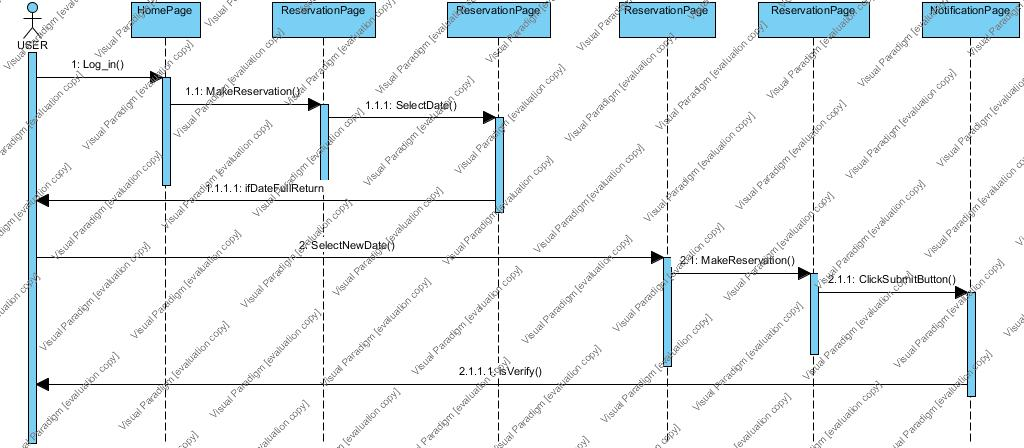 HomePage
ReservationPage
ReservationPage
ReservationPage
ReservationPage
NotificationPage
USER
1: Log_in()
1.1: MakeReservation()
1.1.1: SelectDate()
1.1.1.1: ifDateFullReturn
2: SelectNewDate()
2.1: MakeReservation()
2.1.1: ClickSubmitButton()
2.1.1.1: isVerify()
Visual Paradigm [evaluation copy]